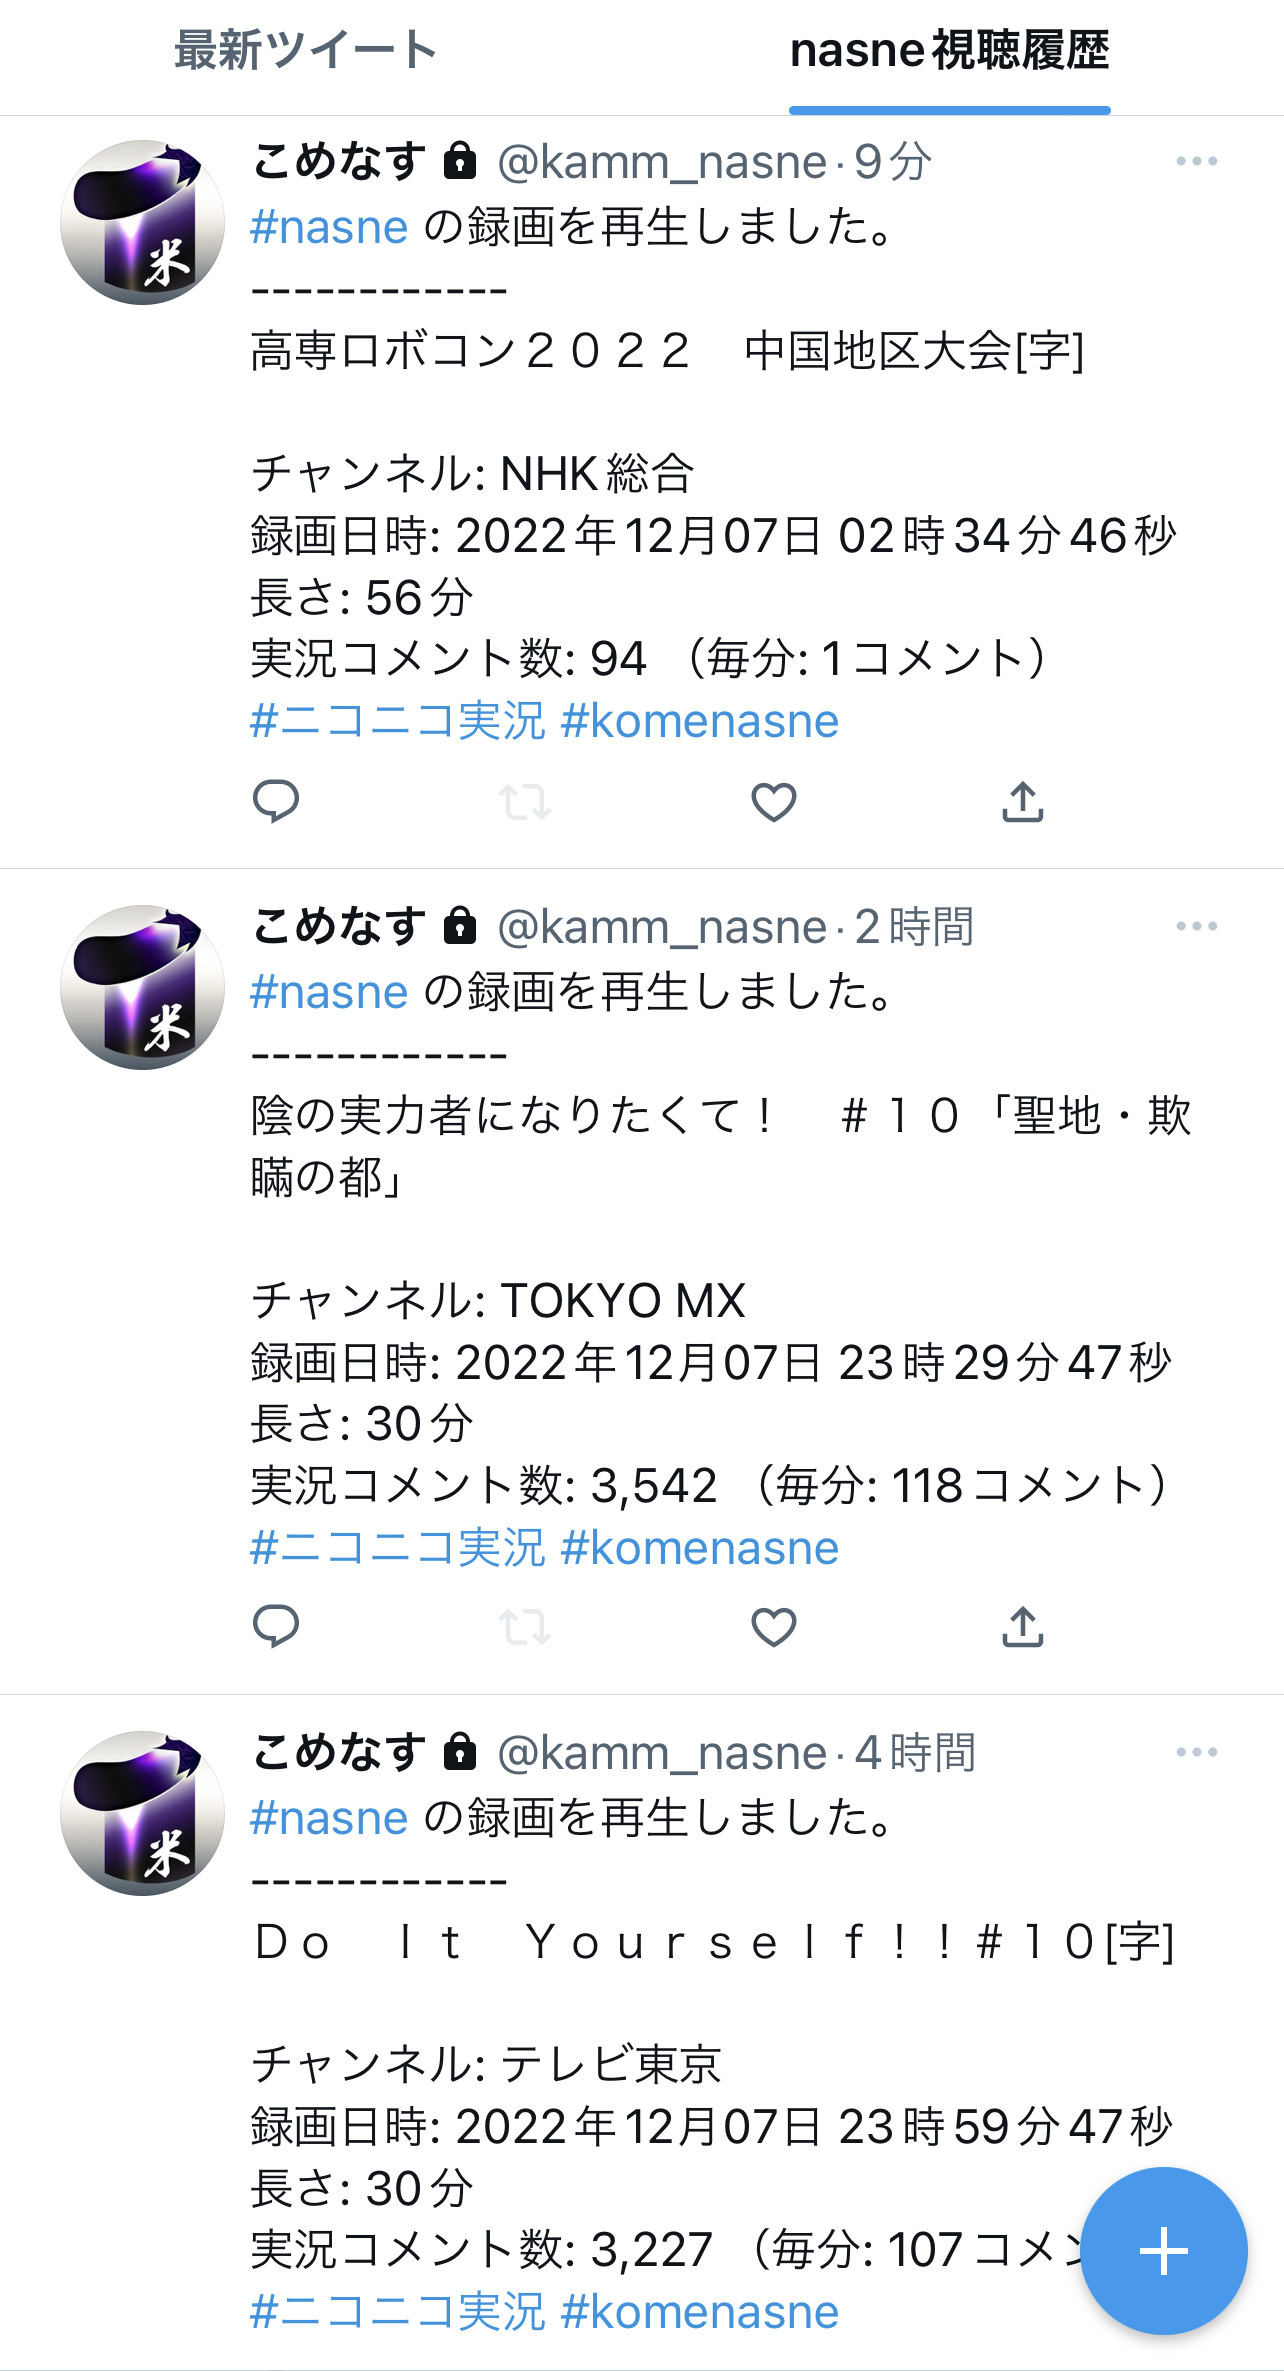 最新ツイート
nasne視聴履歴
こめなす @kamm_nasne · 9分
#nasne の録画を再生しました。
------------
高専ロボコン２０２２　中国地区大会[字]
チャンネル: NHK総合
録画日時: 2022年12月07日 02時34分46秒
長さ: 56分
実況コメント数: 94 （毎分: 1コメント）
#ニコニコ実況 #komenasne
米
こめなす @kamm_nasne · 2時間
#nasne の録画を再生しました。
------------
陰の実力者になりたくて！　＃１０「聖地・欺
瞞の都」
チャンネル: TOKYO MX
録画日時: 2022年12月07日 23時29分47秒
長さ: 30分
実況コメント数: 3,542 （毎分: 118コメント）
#ニコニコ実況 #komenasne
米
こめなす @kamm_nasne · 4時間
#nasne の録画を再生しました。
------------
Ｄｏ　Ｉｔ　Ｙｏｕｒｓｅｌｆ！！＃１０[字]
チャンネル: テレビ東京
録画日時: 2022年12月07日 23時59分47秒
長さ: 30分
実況コメント数: 3,227 （毎分: 107コメン
#ニコニコ実況 #komenasne
米